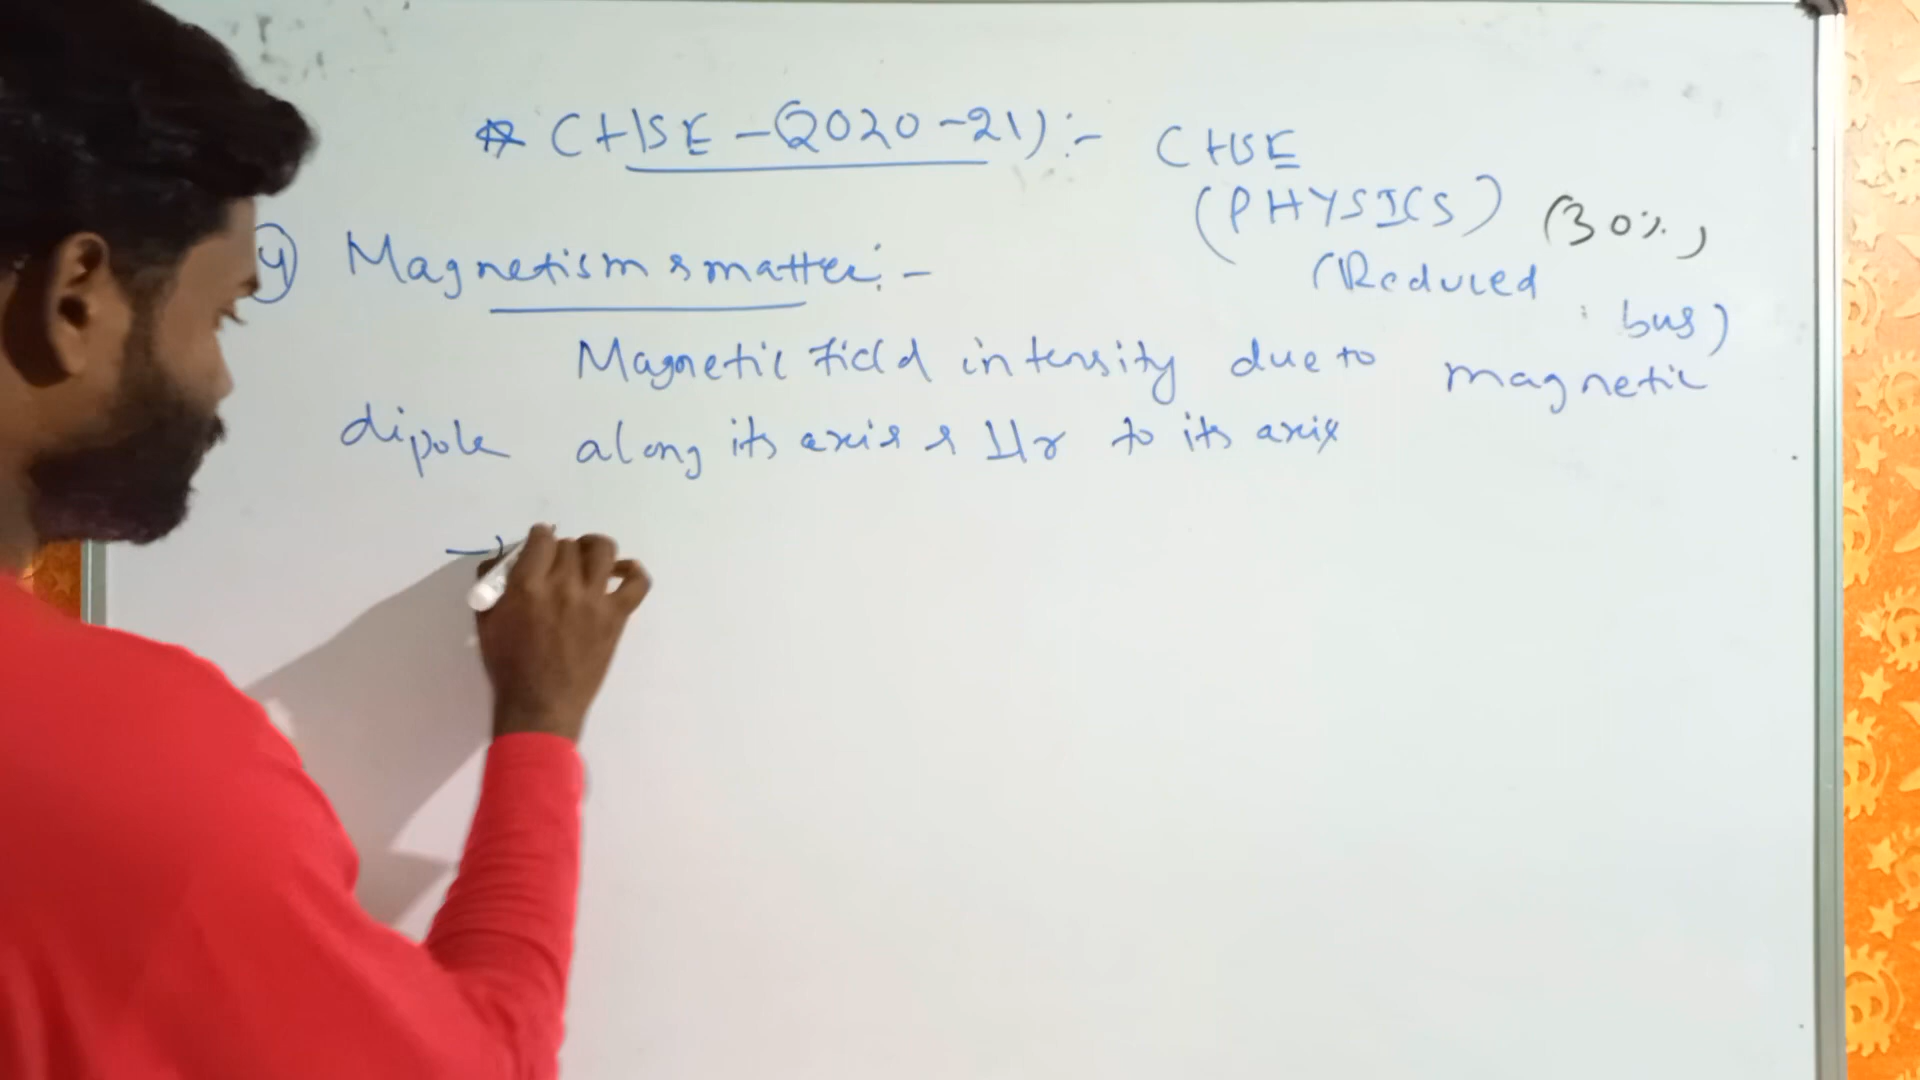 * CHSE - (2020-21):-
CHSE
(PHYSICS) (30%)
(Reduced
bus)
4) Magnetism & matter:-
Magnetic field intensity due to magnetic
dipole along its axis & ⊥r to its axis
→